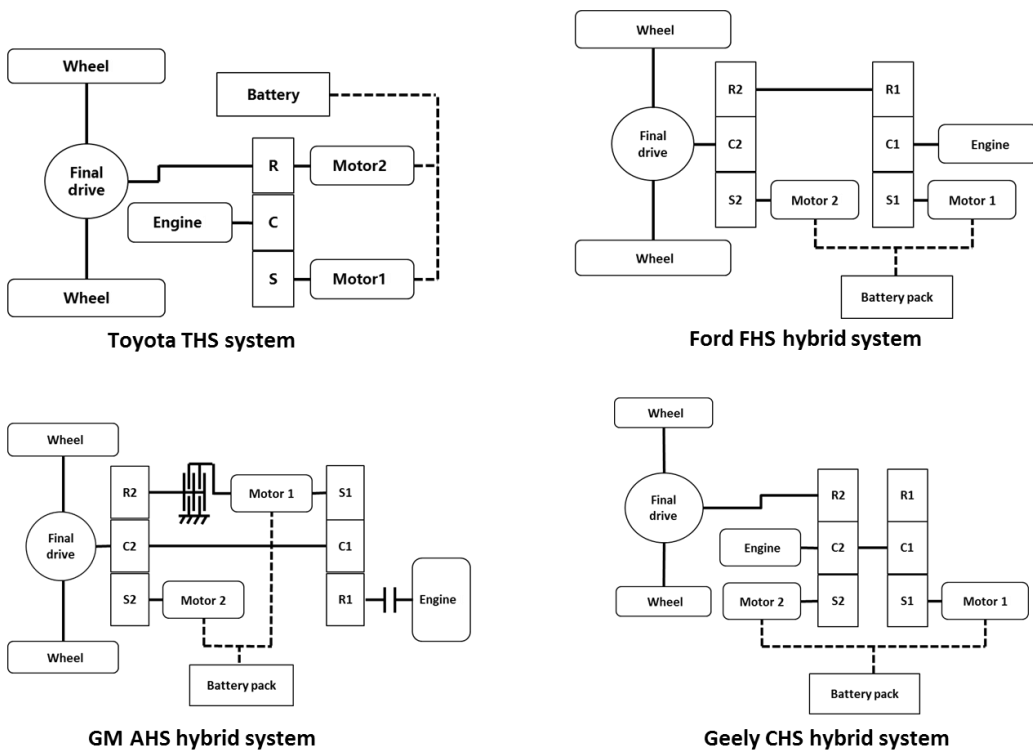 Wheel
Battery
R
Motor2
Final
drive
Engine
C
S
Motor1
Wheel
Toyota THS system
Wheel
R2
R1
Final
drive
C2
C1
Engine
S2
Motor 2
S1
Motor 1
Wheel
Battery pack
Ford FHS hybrid system
Wheel
R2
Motor 1
S1
Final
drive
C2
C1
S2
Motor 2
R1
Engine
Wheel
Battery pack
GM AHS hybrid system
Wheel
R2
R1
Final
drive
Engine
C2
C1
Wheel
Motor 2
S2
S1
Motor 1
Battery pack
Geely CHS hybrid system